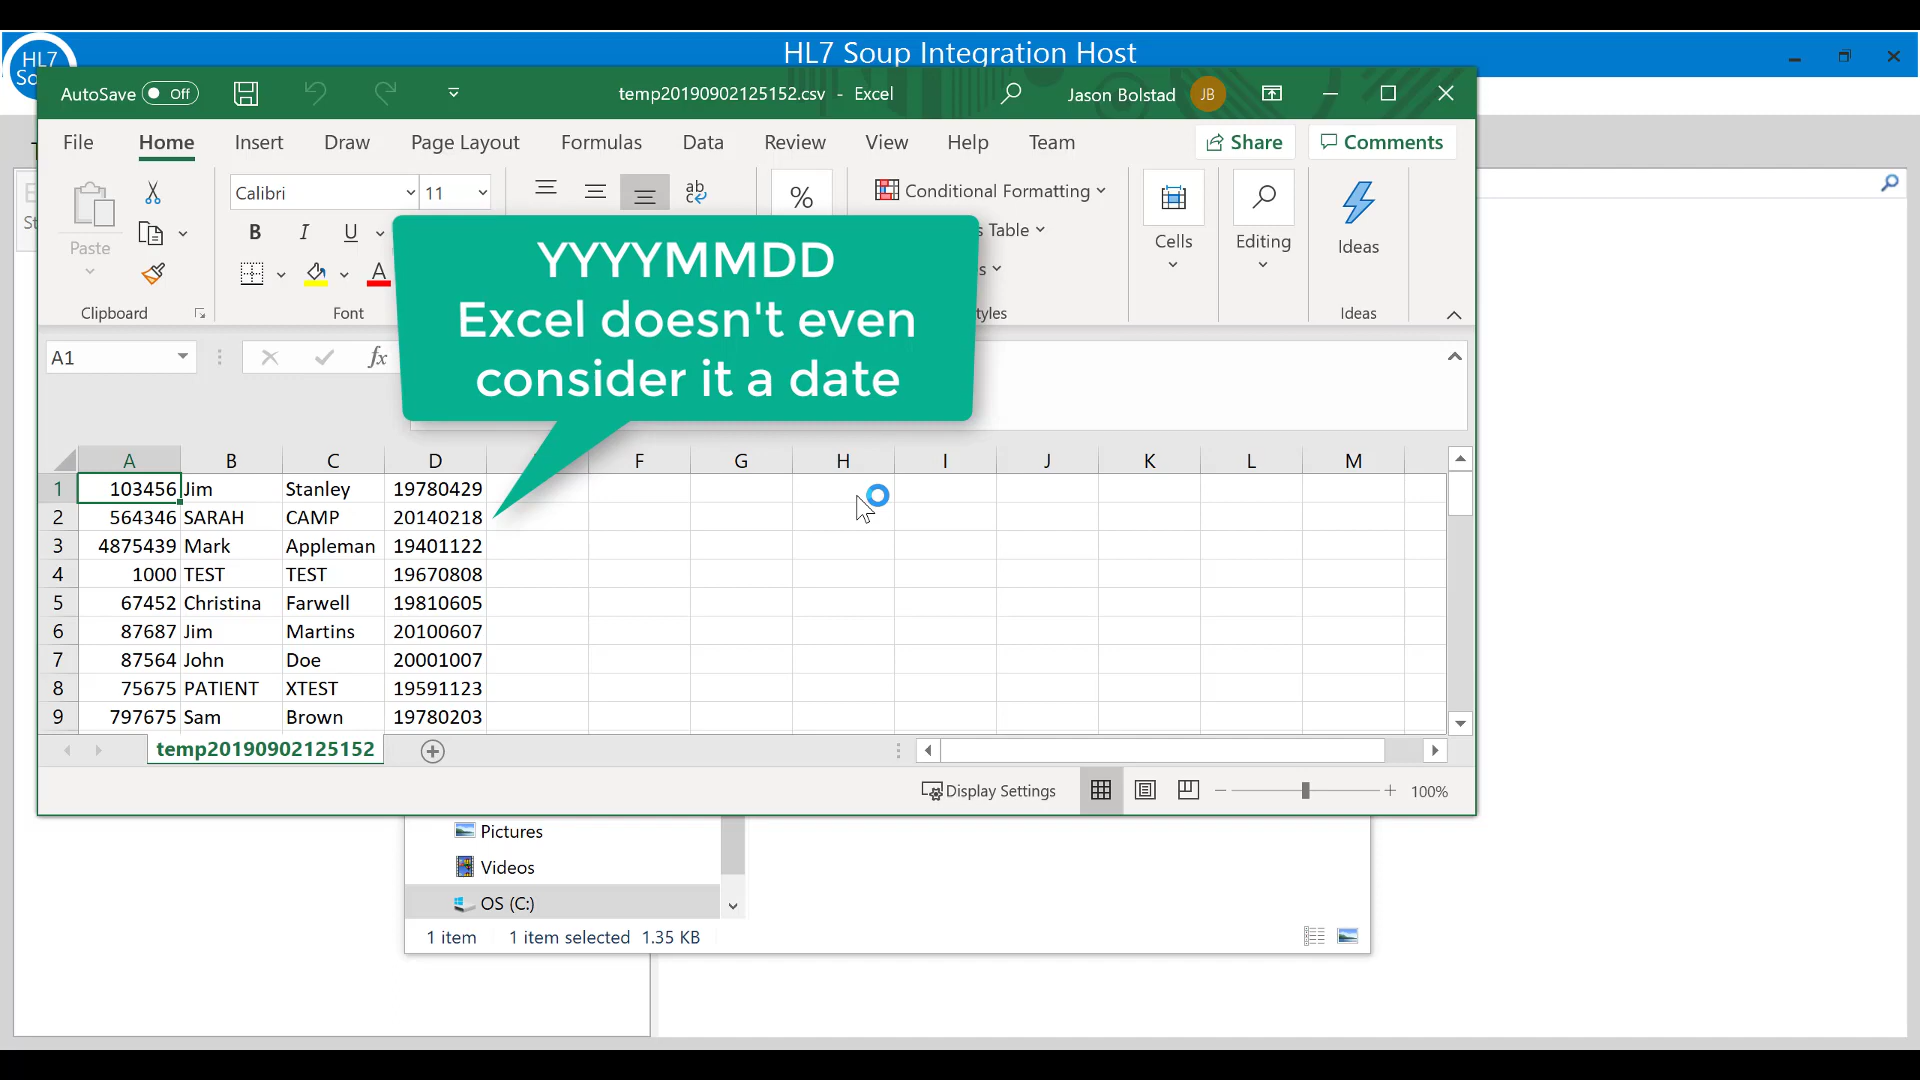 HL7 Soup Integration Host
HL7
AutoSave Off
temp20190902125152.csv - Excel
Jason Bolstad JB
File Home Insert Draw Page Layout Formulas Data Review View Help Team Share Comments
Paste
Clipboard
Calibri 11
B I U
A
Font
ab
%
Conditional Formatting
Table
Cells
Editing
Ideas
Ideas
YYYYMMDD
Excel doesn't even
consider it a date
A1
fx
A B C D F G H I J K L M
1 103456 Jim Stanley 19780429
2 564346 SARAH CAMP 20140218
3 4875439 Mark Appleman 19401122
4 1000 TEST TEST 19670808
5 67452 Christina Farwell 19810605
6 87687 Jim Martins 20100607
7 87564 John Doe 20001007
8 75675 PATIENT XTEST 19591123
9 797675 Sam Brown 19780203
temp20190902125152
Display Settings
100%
Pictures
Videos
OS (C:)
1 item 1 item selected 1.35 KB